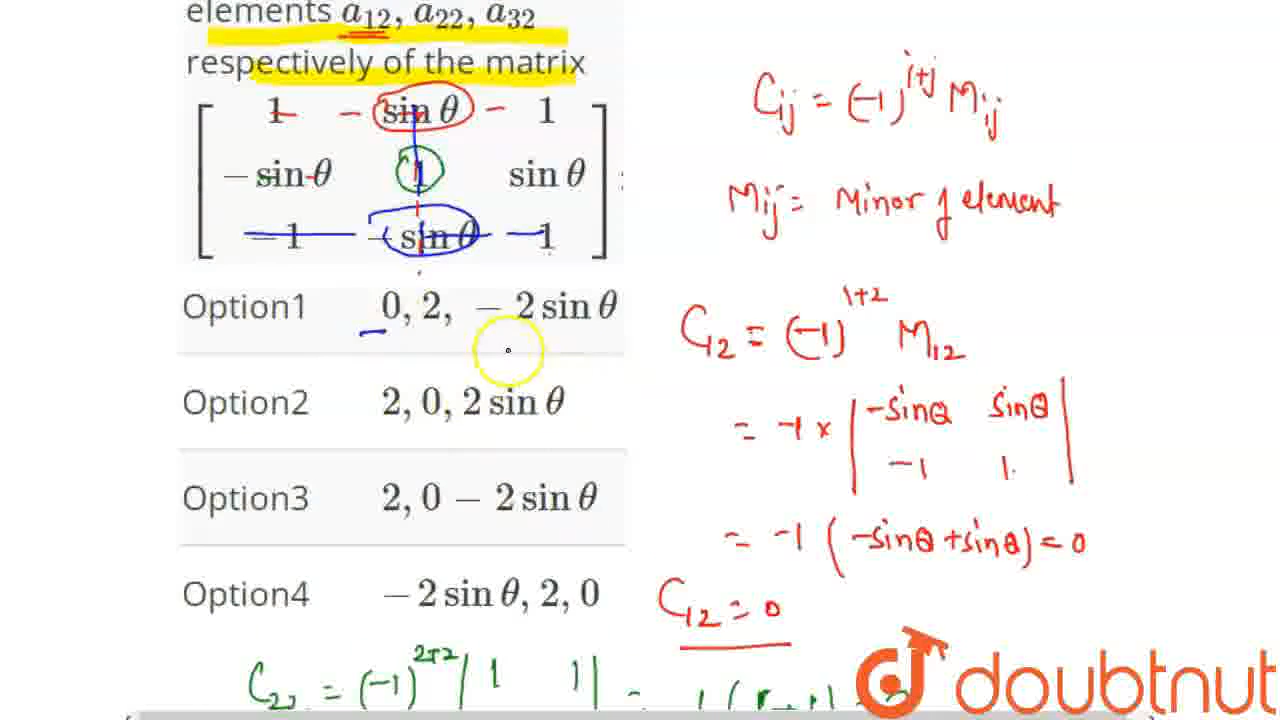 elements a₁₂, a₂₂, a₃₂
respectively of the matrix
1 sin θ 1
− sin θ 1 sin θ
− 1 − sin θ 1
Option1 0, 2, − 2 sin θ
Option2 2, 0, 2 sin θ
Option3 2, 0 − 2 sin θ
Option4 − 2 sin θ, 2, 0
Cij = (-1)^i+j Mij
Mij = Minor of element
C12 = (-1)^1+2 M12
= -1 × | -sinθ sinθ |
| -1 1 |
= -1 ( -sinθ + sinθ ) = 0
C12 = 0
C22 = (-1)^2+2 | 1 1 | =
doubtnut